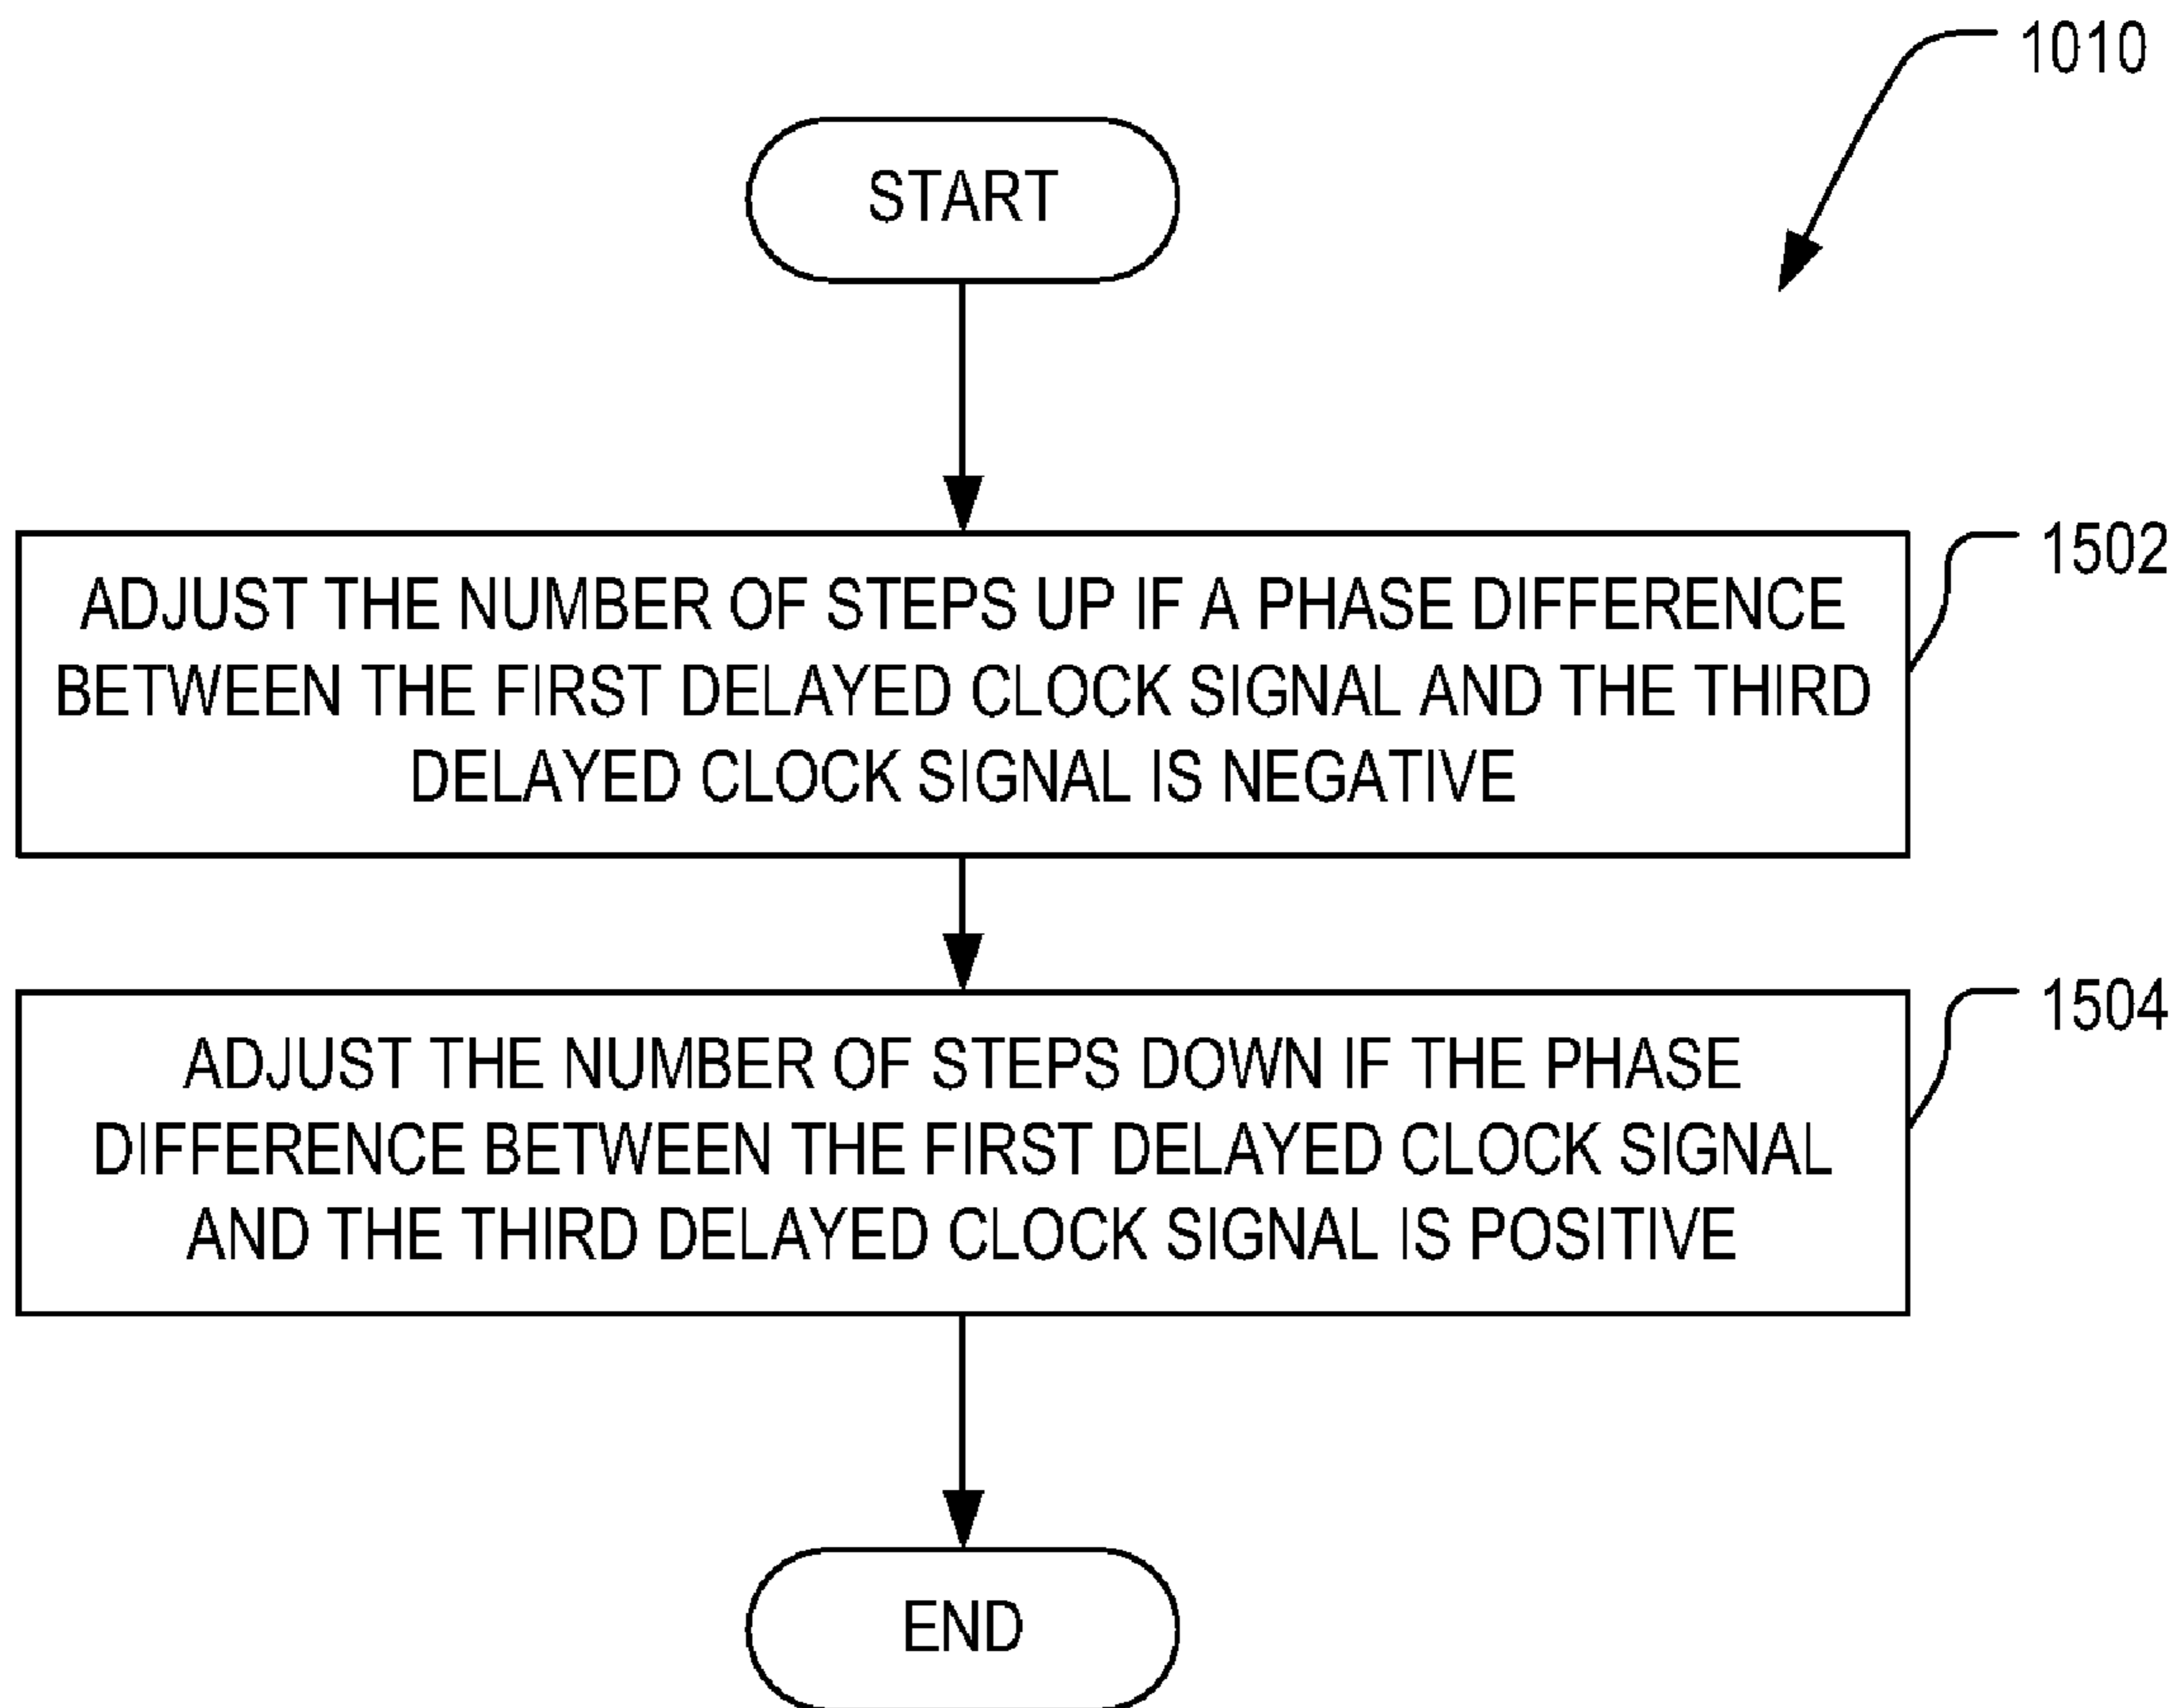 1010
START
1502
ADJUST THE NUMBER OF STEPS UP IF A PHASE DIFFERENCE
BETWEEN THE FIRST DELAYED CLOCK SIGNAL AND THE THIRD
DELAYED CLOCK SIGNAL IS NEGATIVE
1504
ADJUST THE NUMBER OF STEPS DOWN IF THE PHASE
DIFFERENCE BETWEEN THE FIRST DELAYED CLOCK SIGNAL
AND THE THIRD DELAYED CLOCK SIGNAL IS POSITIVE
END